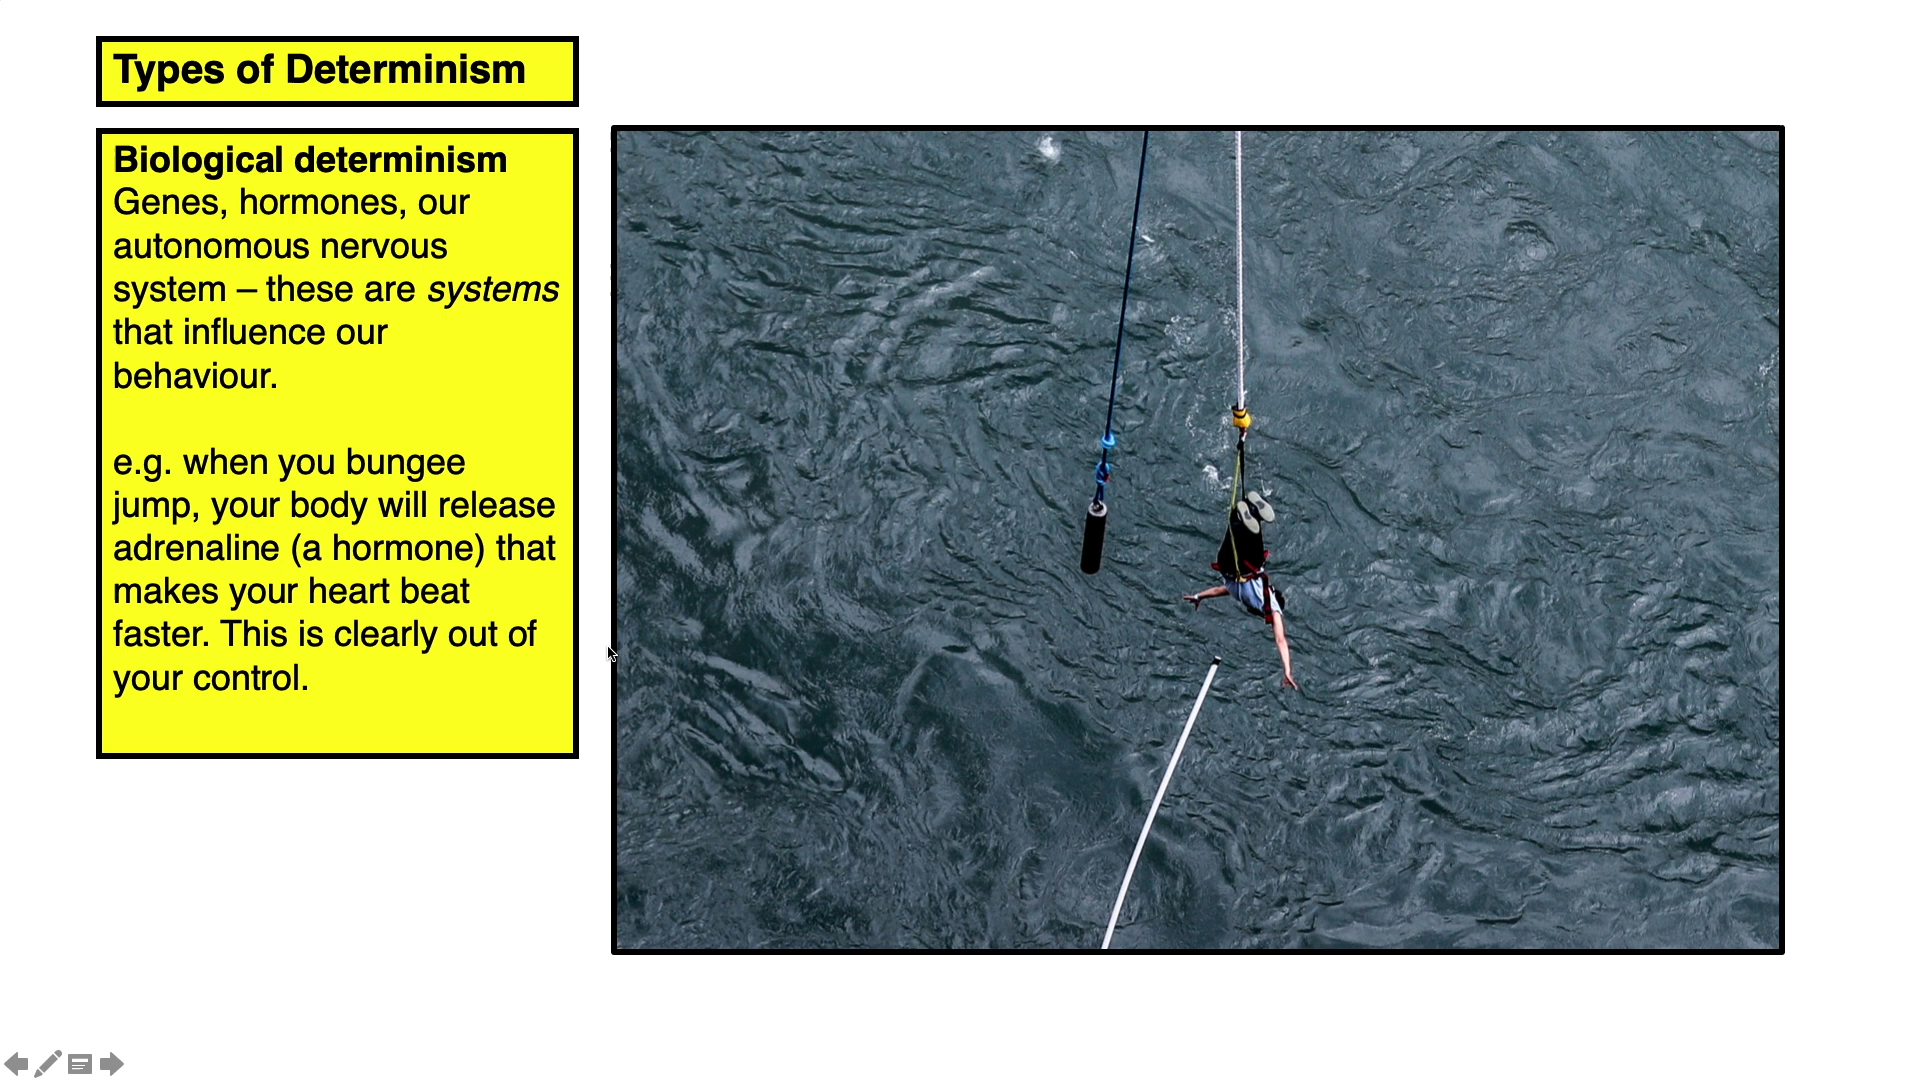 Types of Determinism
Biological determinism
Genes, hormones, our
autonomous nervous
system – these are systems
that influence our
behaviour.
e.g. when you bungee
jump, your body will release
adrenaline (a hormone) that
makes your heart beat
faster. This is clearly out of
your control.